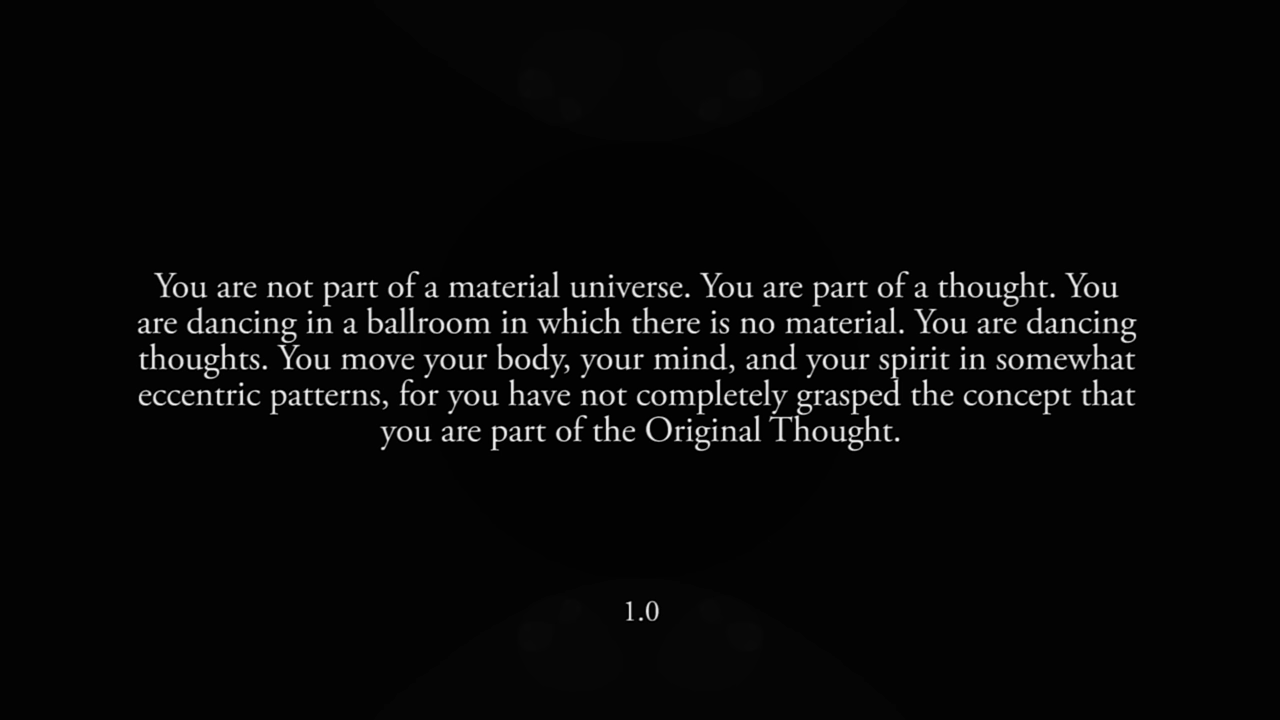 You are not part of a material universe. You are part of a thought. You
are dancing in a ballroom in which there is no material. You are dancing
thoughts. You move your body, your mind, and your spirit in somewhat
eccentric patterns, for you have not completely grasped the concept that
you are part of the Original Thought.
1.0